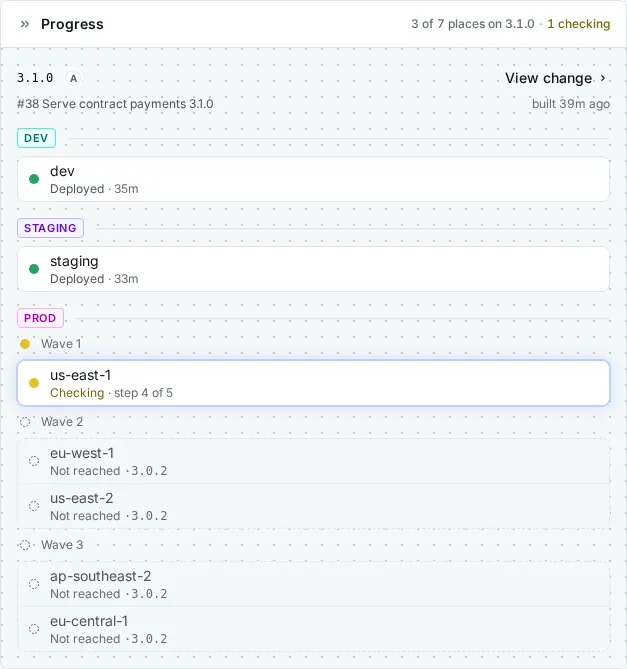 Progress
3 of 7 places on 3.1.0 · 1 checking
3.1.0 A
View change
#38 Serve contract payments 3.1.0
built 39m ago
DEV
dev
Deployed · 35m
STAGING
staging
Deployed · 33m
PROD
Wave 1
us-east-1
Checking · step 4 of 5
Wave 2
eu-west-1
Not reached · 3.0.2
us-east-2
Not reached · 3.0.2
Wave 3
ap-southeast-2
Not reached · 3.0.2
eu-central-1
Not reached · 3.0.2